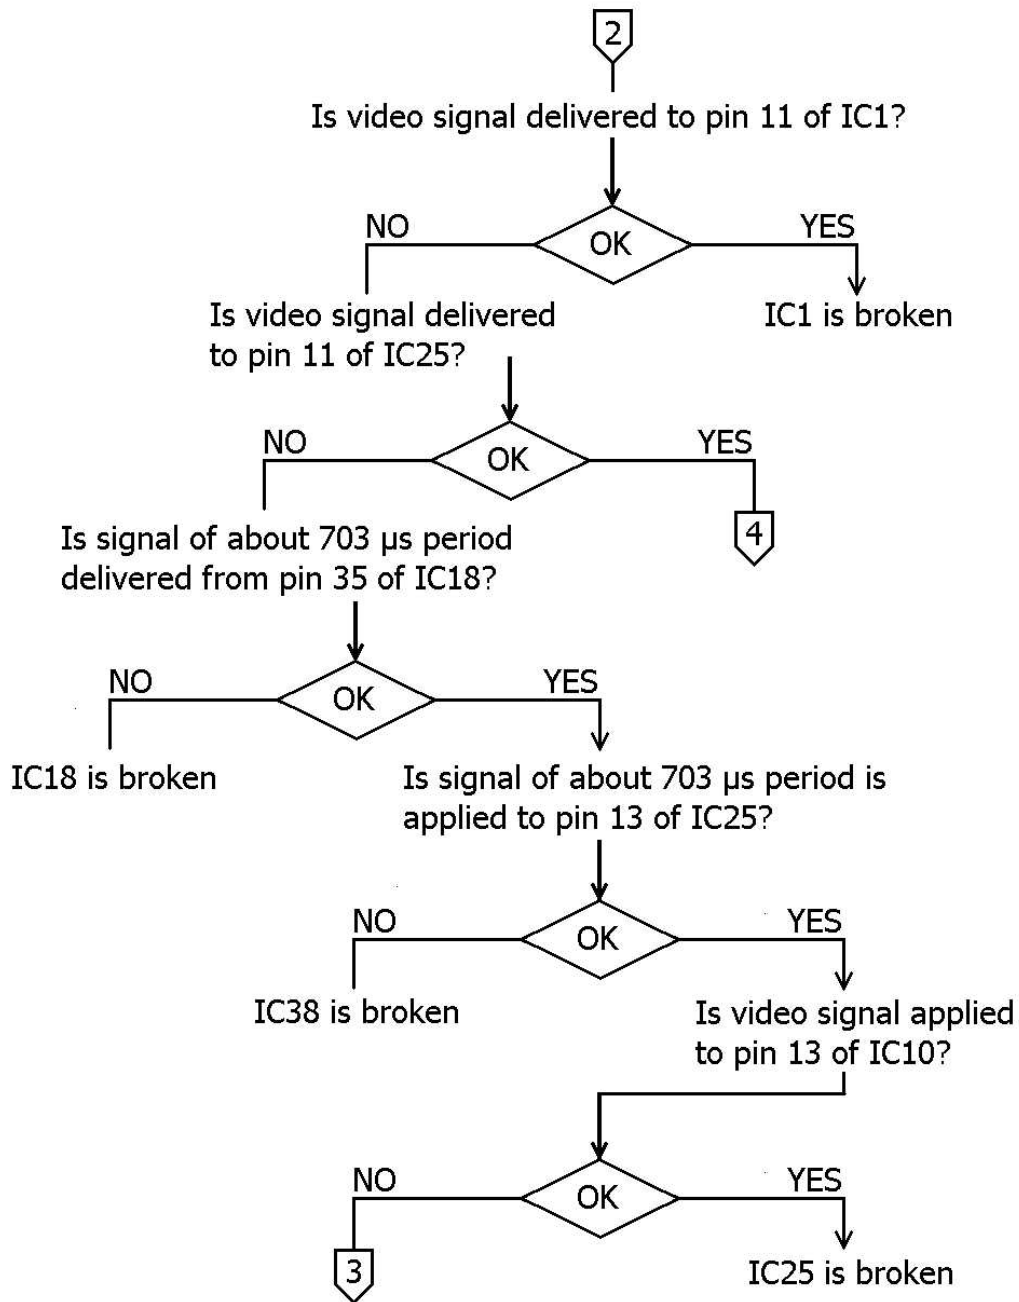 2
Is video signal delivered to pin 11 of IC1?
NO
OK
YES
Is video signal delivered
to pin 11 of IC25?
IC1 is broken
NO
OK
YES
Is signal of about 703 µs period
delivered from pin 35 of IC18?
4
NO
OK
YES
IC18 is broken
Is signal of about 703 µs period is
applied to pin 13 of IC25?
NO
OK
YES
IC38 is broken
Is video signal applied
to pin 13 of IC10?
NO
OK
YES
3
IC25 is broken